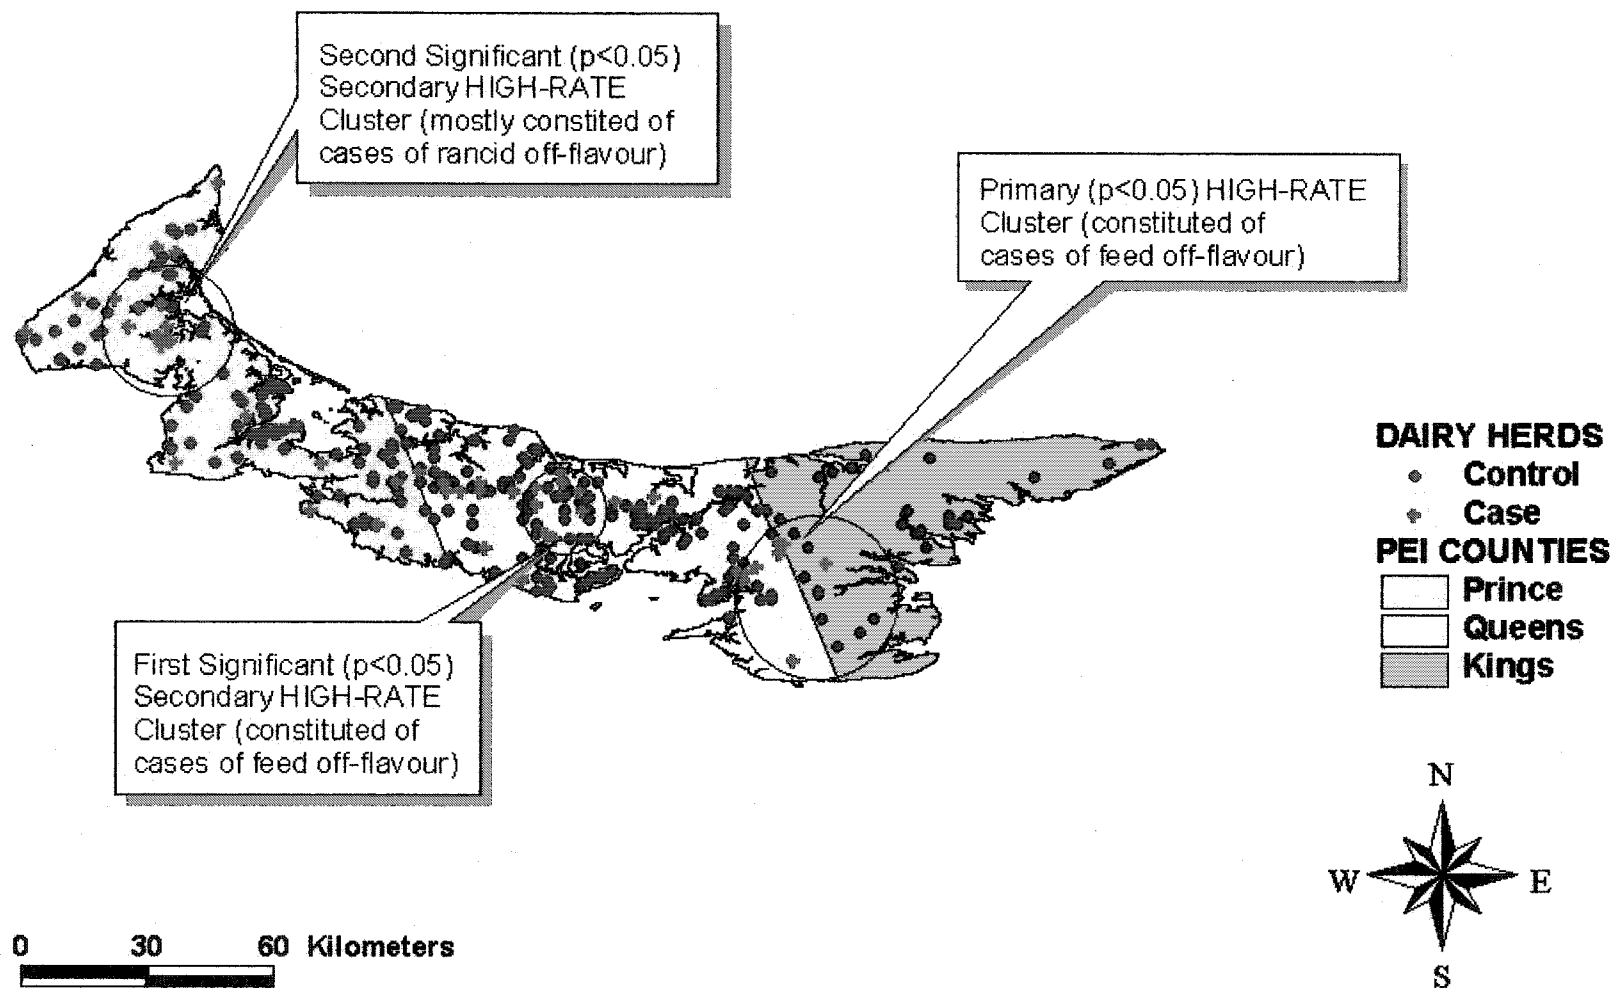 Second Significant (p<0.05)
Secondary HIGH-RATE
Cluster (mostly constited of
cases of rancid off-flavour)
Primary (p<0.05) HIGH-RATE
Cluster (constituted of
cases of feed off-flavour)
DAIRY HERDS
Control
Case
PEI COUNTIES
Prince
Queens
Kings
First Significant (p<0.05)
Secondary HIGH-RATE
Cluster (constituted of
cases of feed off-flavour)
N
W E
S
0 30 60 Kilometers